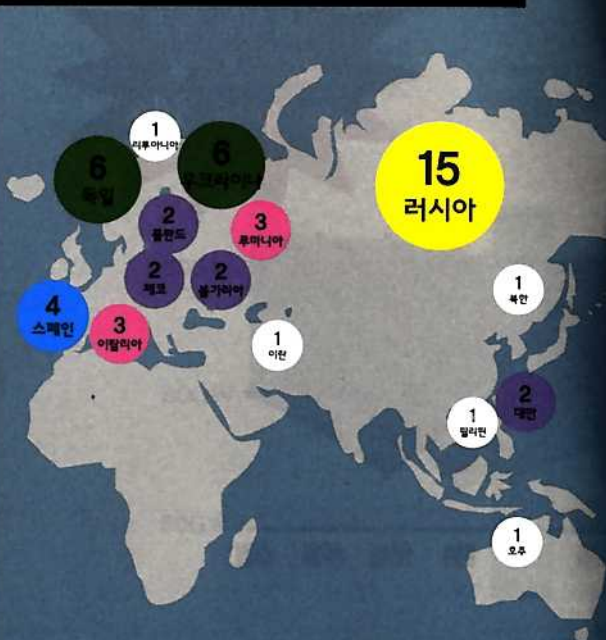 1
리투아니아
6
독일
6
우크라이나
15
러시아
2
폴란드
3
루마니아
2
체코
2
불가리아
1
북한
4
스페인
3
이탈리아
1
이란
2
대만
1
필리핀
1
호주